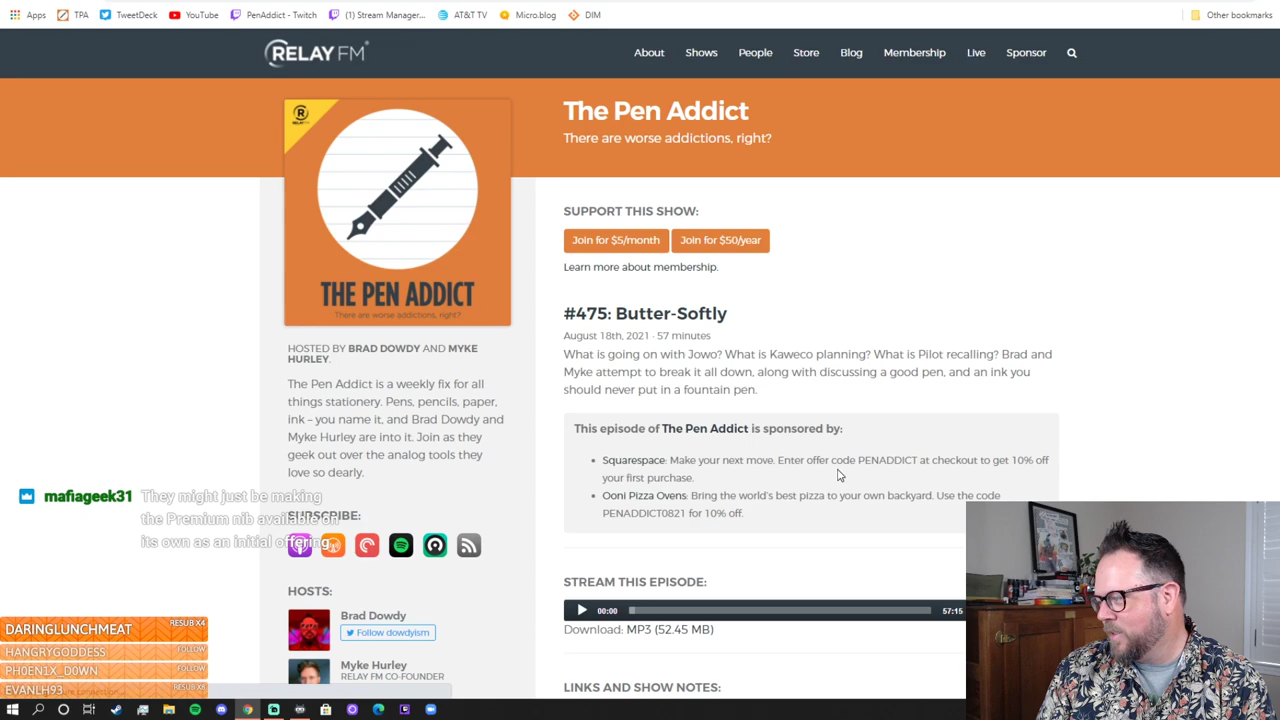 Apps
TPA
TweetDeck
YouTube
PenAddict - Twitch
(1) Stream Manager...
AT&T TV
Micro.blog
DIM
Other bookmarks
RELAY FM
About
Shows
People
Store
Blog
Membership
Live
Sponsor
The Pen Addict
There are worse addictions, right?
R
RELAY FM
THE PEN ADDICT
There are worse addictions, right?
SUPPORT THIS SHOW:
Join for $5/month
Join for $50/year
Learn more about membership.
#475: Butter-Softly
August 18th, 2021 · 57 minutes
What is going on with Jowo? What is Kaweco planning? What is Pilot recalling? Brad and
Myke attempt to break it all down, along with discussing a good pen, and an ink you
should never put in a fountain pen.
This episode of The Pen Addict is sponsored by:
Squarespace: Make your next move. Enter offer code PENADDICT at checkout to get 10% off
your first purchase.
Ooni Pizza Ovens: Bring the world's best pizza to your own backyard. Use the code
PENADDICT0821 for 10% off.
STREAM THIS EPISODE:
00:00
57:15
Download: MP3 (52.45 MB)
LINKS AND SHOW NOTES:
HOSTED BY BRAD DOWDY AND MYKE
HURLEY.
The Pen Addict is a weekly fix for all
things stationery. Pens, pencils, paper,
ink – you name it, and Brad Dowdy and
Myke Hurley are into it. Join as they
geek out over the analog tools they
love so dearly.
SUBSCRIBE:
HOSTS:
Brad Dowdy
Follow dowdyism
Myke Hurley
RELAY FM CO-FOUNDER
mafiageek31 They might just be making
the Premium nib available on
its own as an initial offering.
DARINGLUNCHMEAT RESUB X4
HANGRYGODDESS FOLLOW
PH0EN1X_D0WN FOLLOW
EVANLH93 RESUB X8